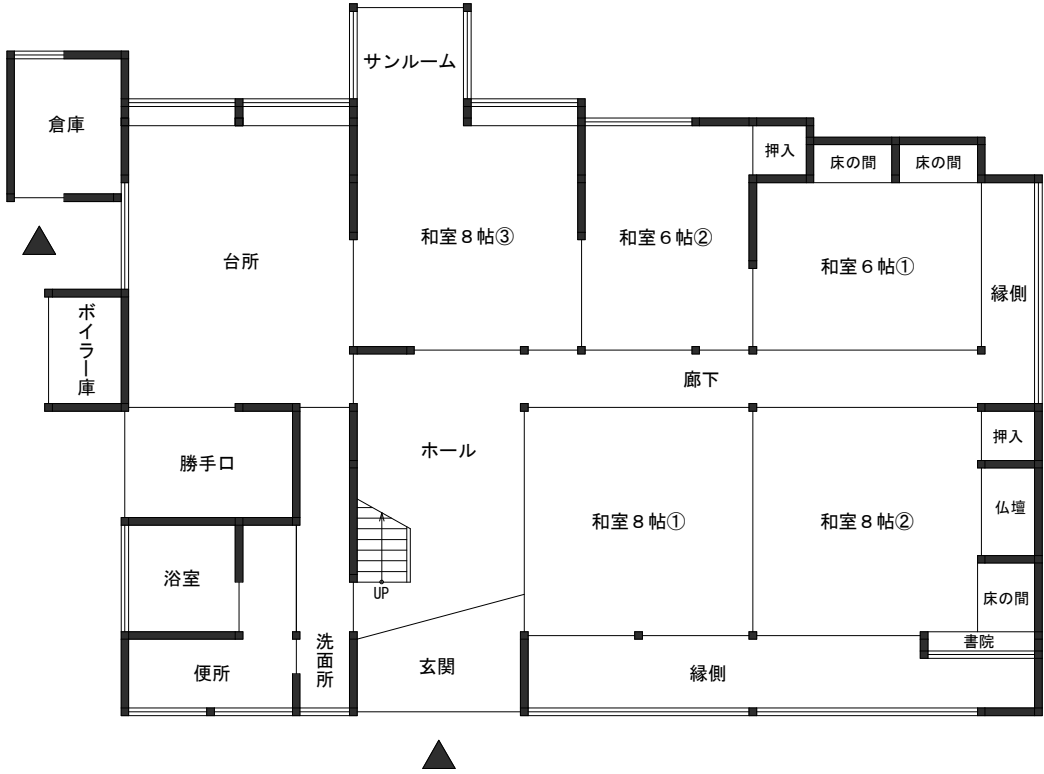 サンルーム
倉庫
押入
床の間
床の間
和室８帖③
和室６帖②
和室６帖①
台所
縁側
ボイラー庫
廊下
ホール
押入
勝手口
和室８帖①
和室８帖②
仏壇
浴室
UP
床の間
洗面所
書院
便所
玄関
縁側